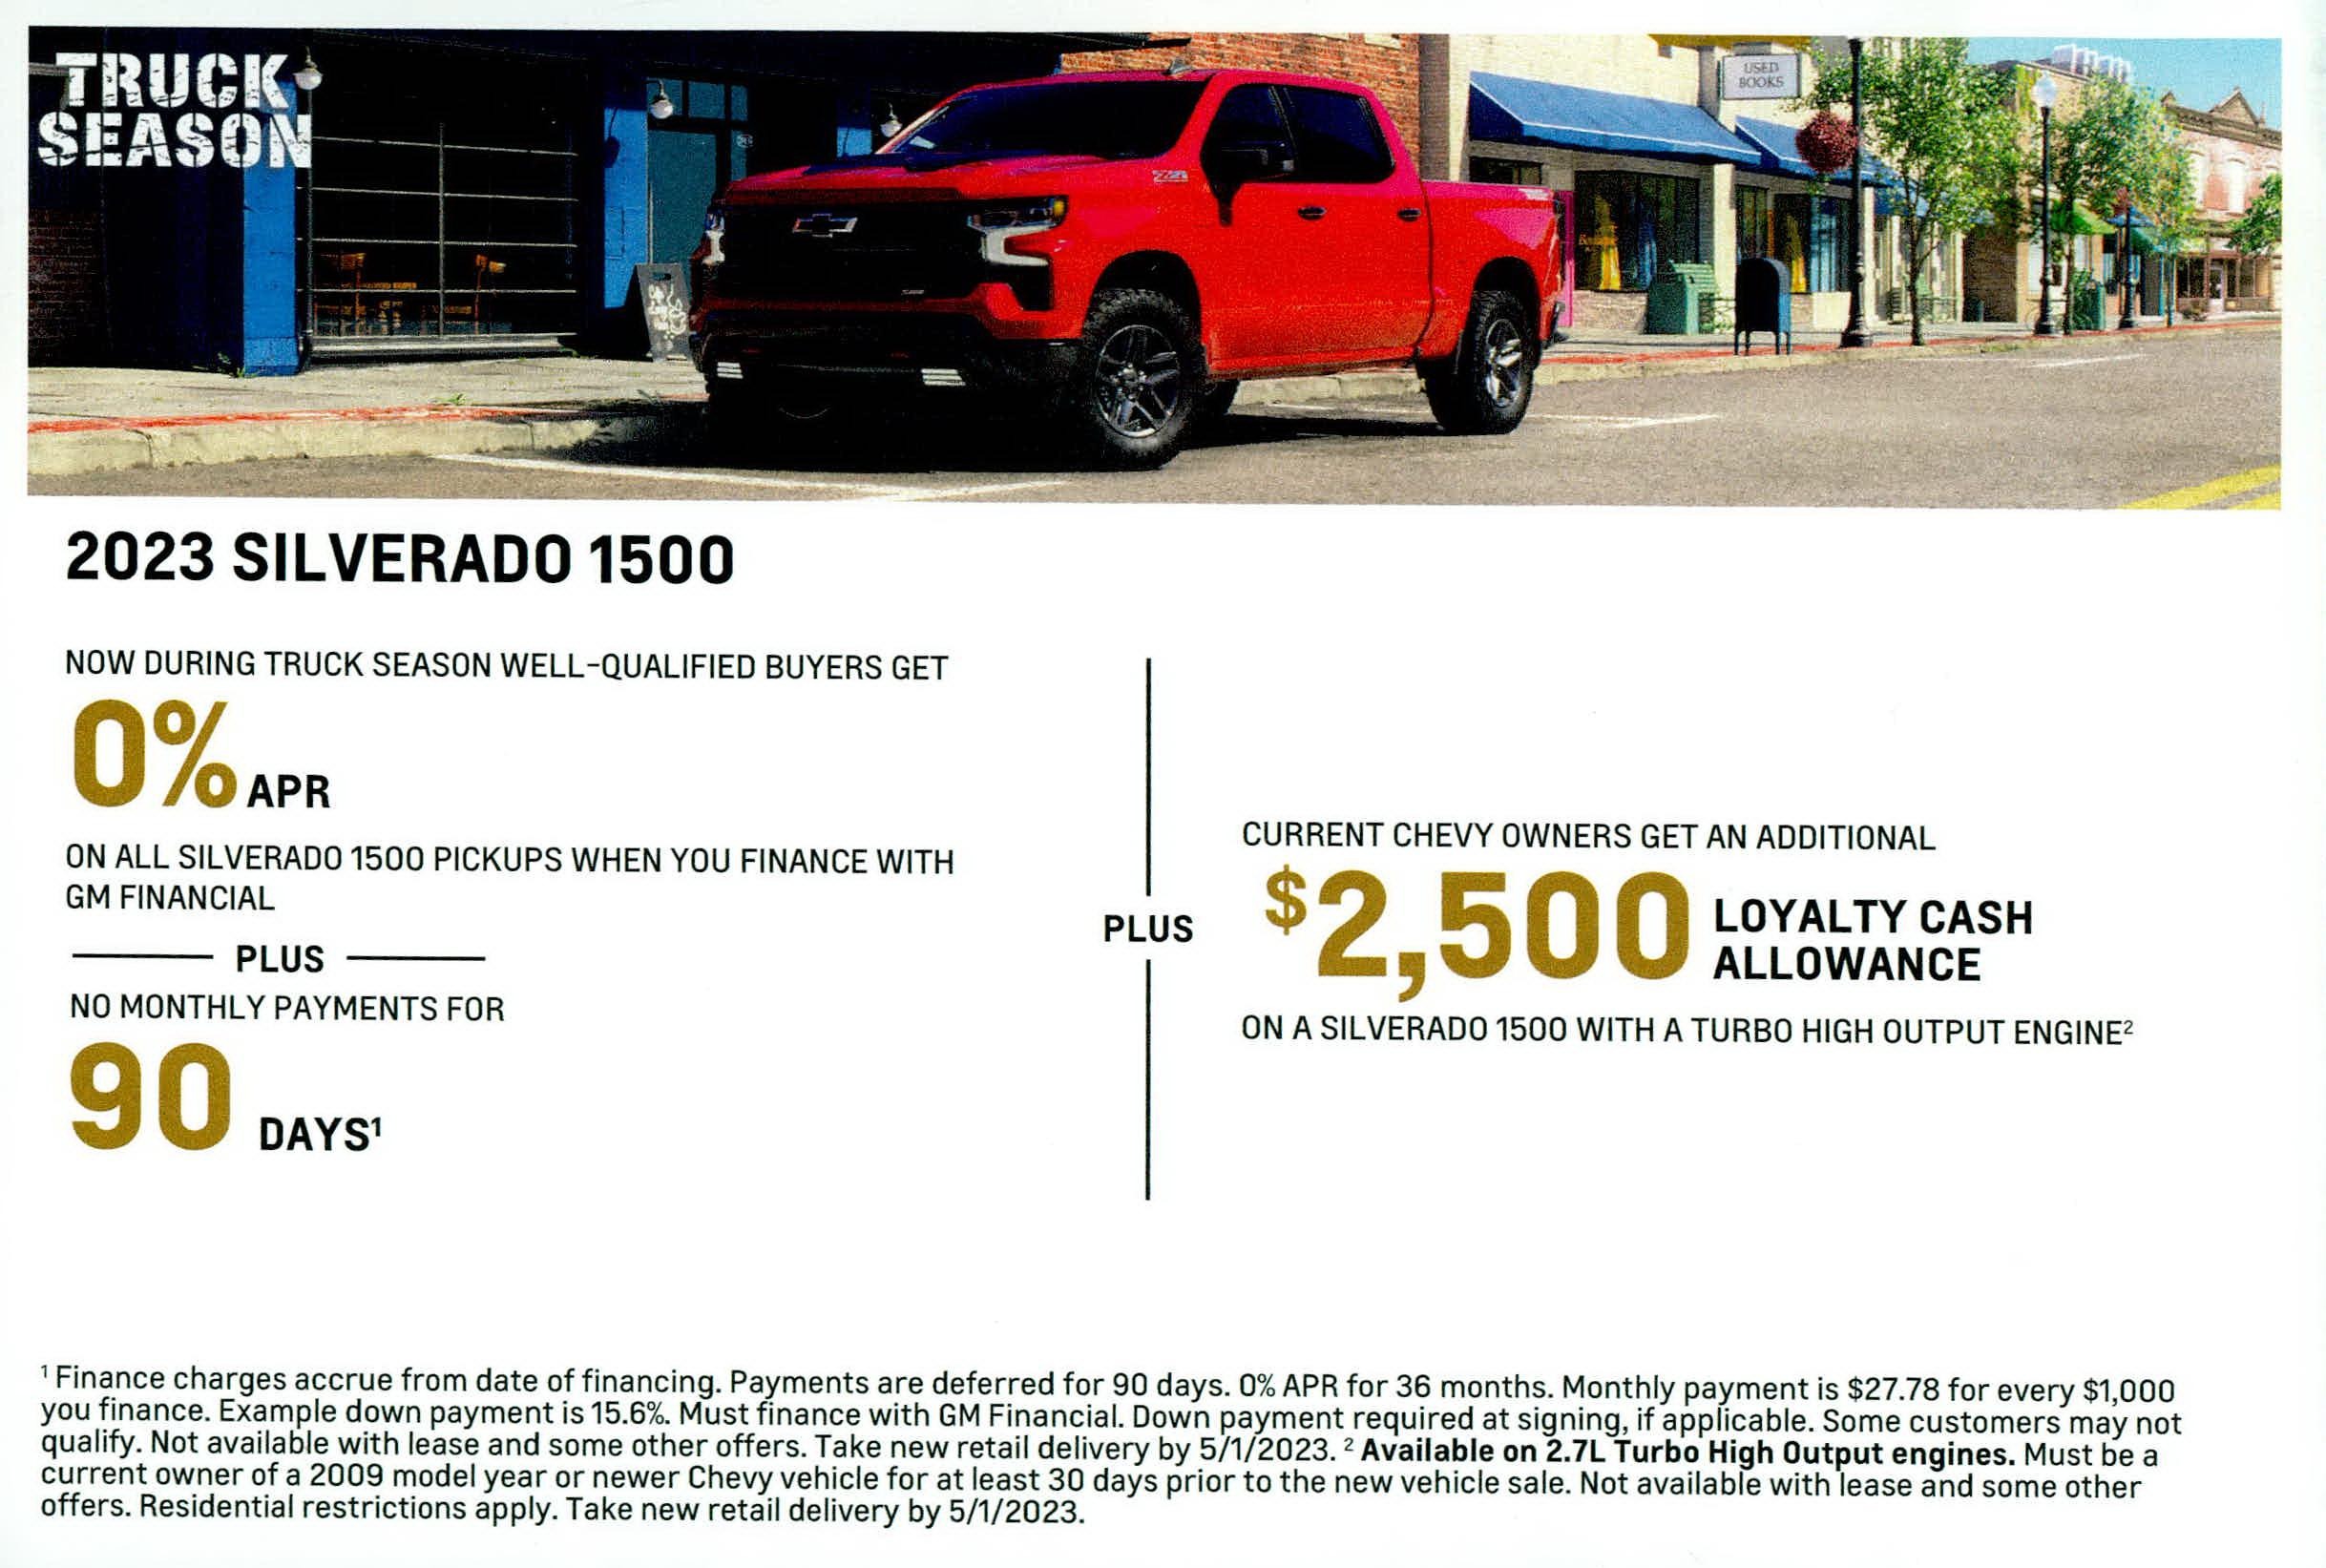 TRUCK
SEASON
USED
BOOKS
Z71
2023 SILVERADO 1500
NOW DURING TRUCK SEASON WELL-QUALIFIED BUYERS GET
0% APR
ON ALL SILVERADO 1500 PICKUPS WHEN YOU FINANCE WITH
GM FINANCIAL
PLUS
NO MONTHLY PAYMENTS FOR
90 DAYS¹
PLUS
CURRENT CHEVY OWNERS GET AN ADDITIONAL
$2,500 LOYALTY CASH
ALLOWANCE
ON A SILVERADO 1500 WITH A TURBO HIGH OUTPUT ENGINE²
¹ Finance charges accrue from date of financing. Payments are deferred for 90 days. 0% APR for 36 months. Monthly payment is $27.78 for every $1,000
you finance. Example down payment is 15.6%. Must finance with GM Financial. Down payment required at signing, if applicable. Some customers may not
qualify. Not available with lease and some other offers. Take new retail delivery by 5/1/2023. ² Available on 2.7L Turbo High Output engines. Must be a
current owner of a 2009 model year or newer Chevy vehicle for at least 30 days prior to the new vehicle sale. Not available with lease and some other
offers. Residential restrictions apply. Take new retail delivery by 5/1/2023.